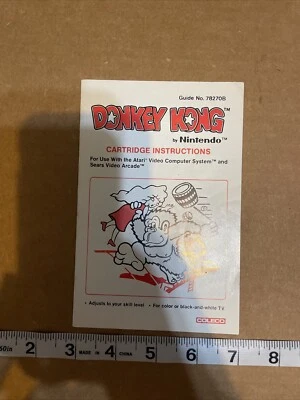 Guide No. 78270B
DONKEY KONG™
by Nintendo™
CARTRIDGE INSTRUCTIONS
For Use With the Atari® Video Computer System™ and
Sears Video Arcade™
• Adjusts to your skill level • For color or black-and-white TV
COLECO
2 3 MADE 4 IN CHINA 5 6 7 8